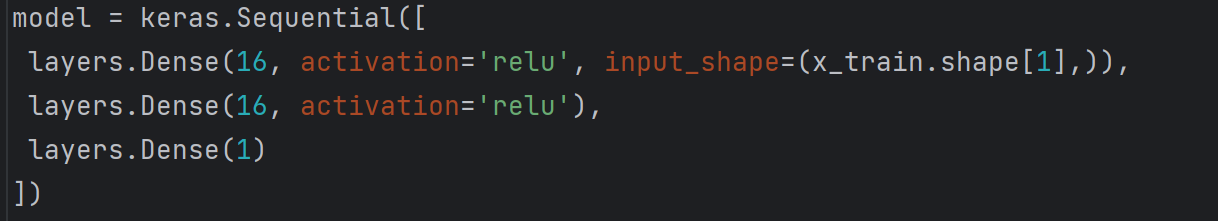 model = keras.Sequential([
 layers.Dense(16, activation='relu', input_shape=(x_train.shape[1],)),
 layers.Dense(16, activation='relu'),
 layers.Dense(1)
])